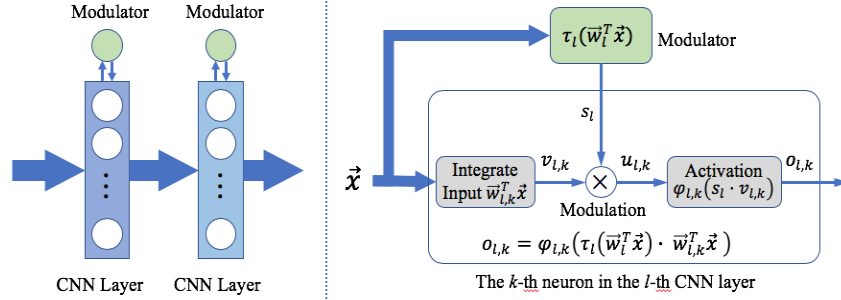 Modulator
Modulator
CNN Layer
CNN Layer
τ_l(w⃗_l^T x⃗)
Modulator
s_l
x⃗
Integrate
Input w⃗_{l,k}^T x⃗
v_{l,k}
×
Modulation
u_{l,k}
Activation
φ_{l,k}(s_l · v_{l,k})
o_{l,k}
o_{l,k} = φ_{l,k}(τ_l(w⃗_l^T x⃗) · w⃗_{l,k}^T x⃗)
The k-th neuron in the l-th CNN layer